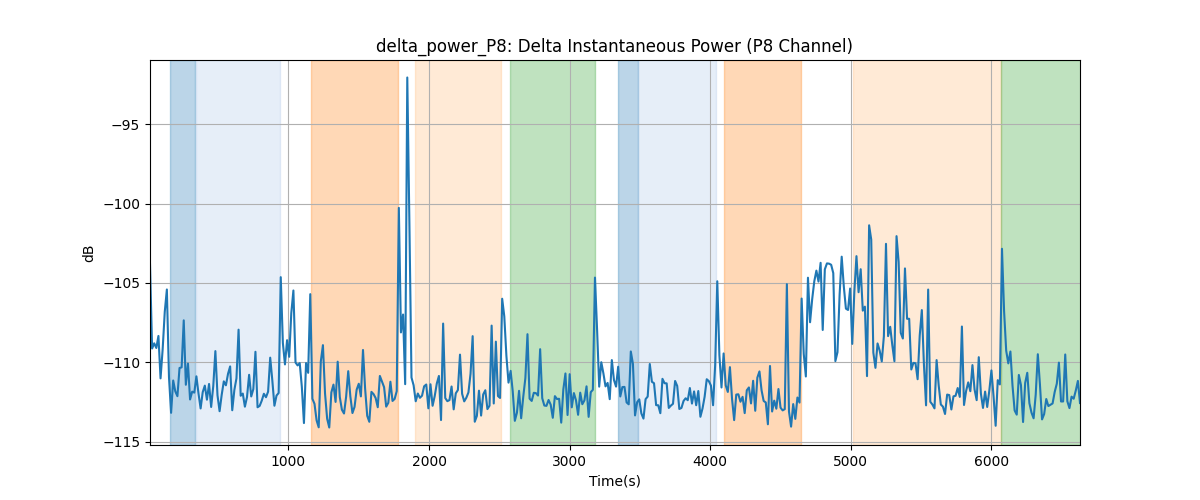 delta_power_P8: Delta Instantaneous Power (P8 Channel)
dB
−95
−100
−105
−110
−115
1000 2000 3000 4000 5000 6000
Time(s)